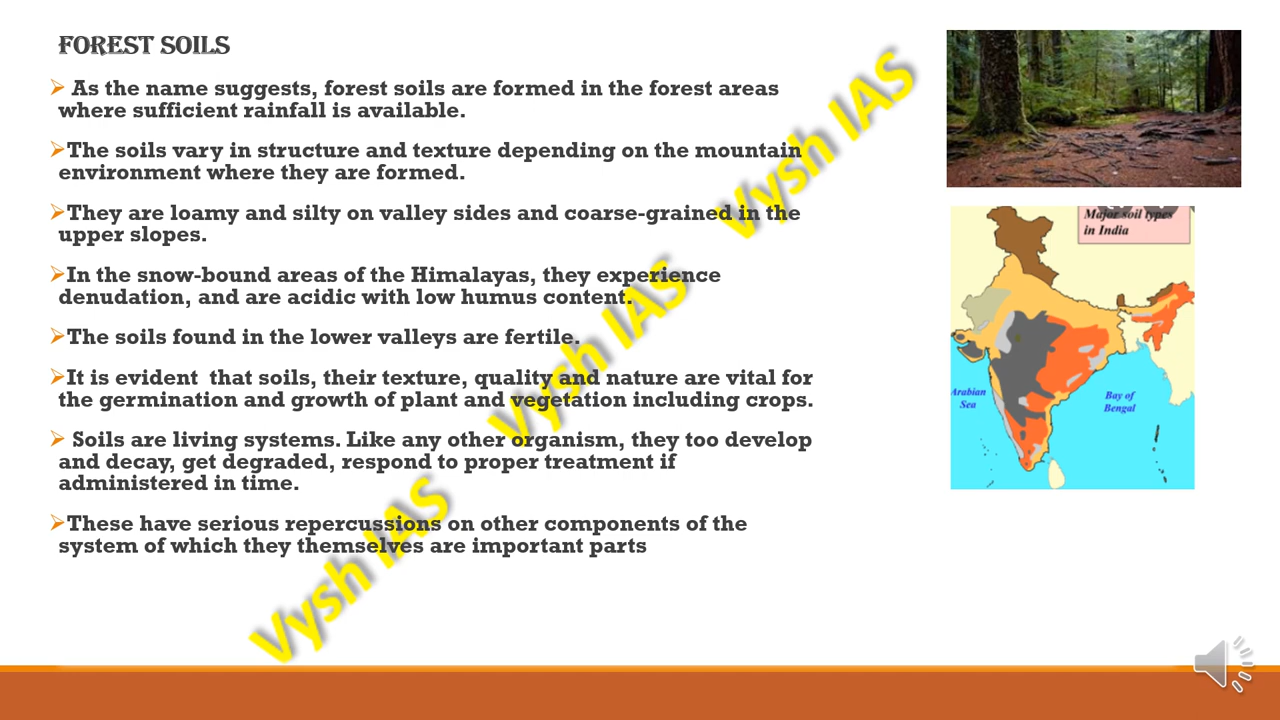 FOREST SOILS
As the name suggests, forest soils are formed in the forest areas
where sufficient rainfall is available.
The soils vary in structure and texture depending on the mountain
environment where they are formed.
They are loamy and silty on valley sides and coarse-grained in the
upper slopes.
In the snow-bound areas of the Himalayas, they experience
denudation, and are acidic with low humus content.
The soils found in the lower valleys are fertile.
It is evident that soils, their texture, quality and nature are vital for
the germination and growth of plant and vegetation including crops.
Soils are living systems. Like any other organism, they too develop
and decay, get degraded, respond to proper treatment if
administered in time.
These have serious repercussions on other components of the
system of which they themselves are important parts
Vysh IAS
Vysh IAS
Vysh IAS
Major soil types
in India
Arabian
Sea
Bay of
Bengal